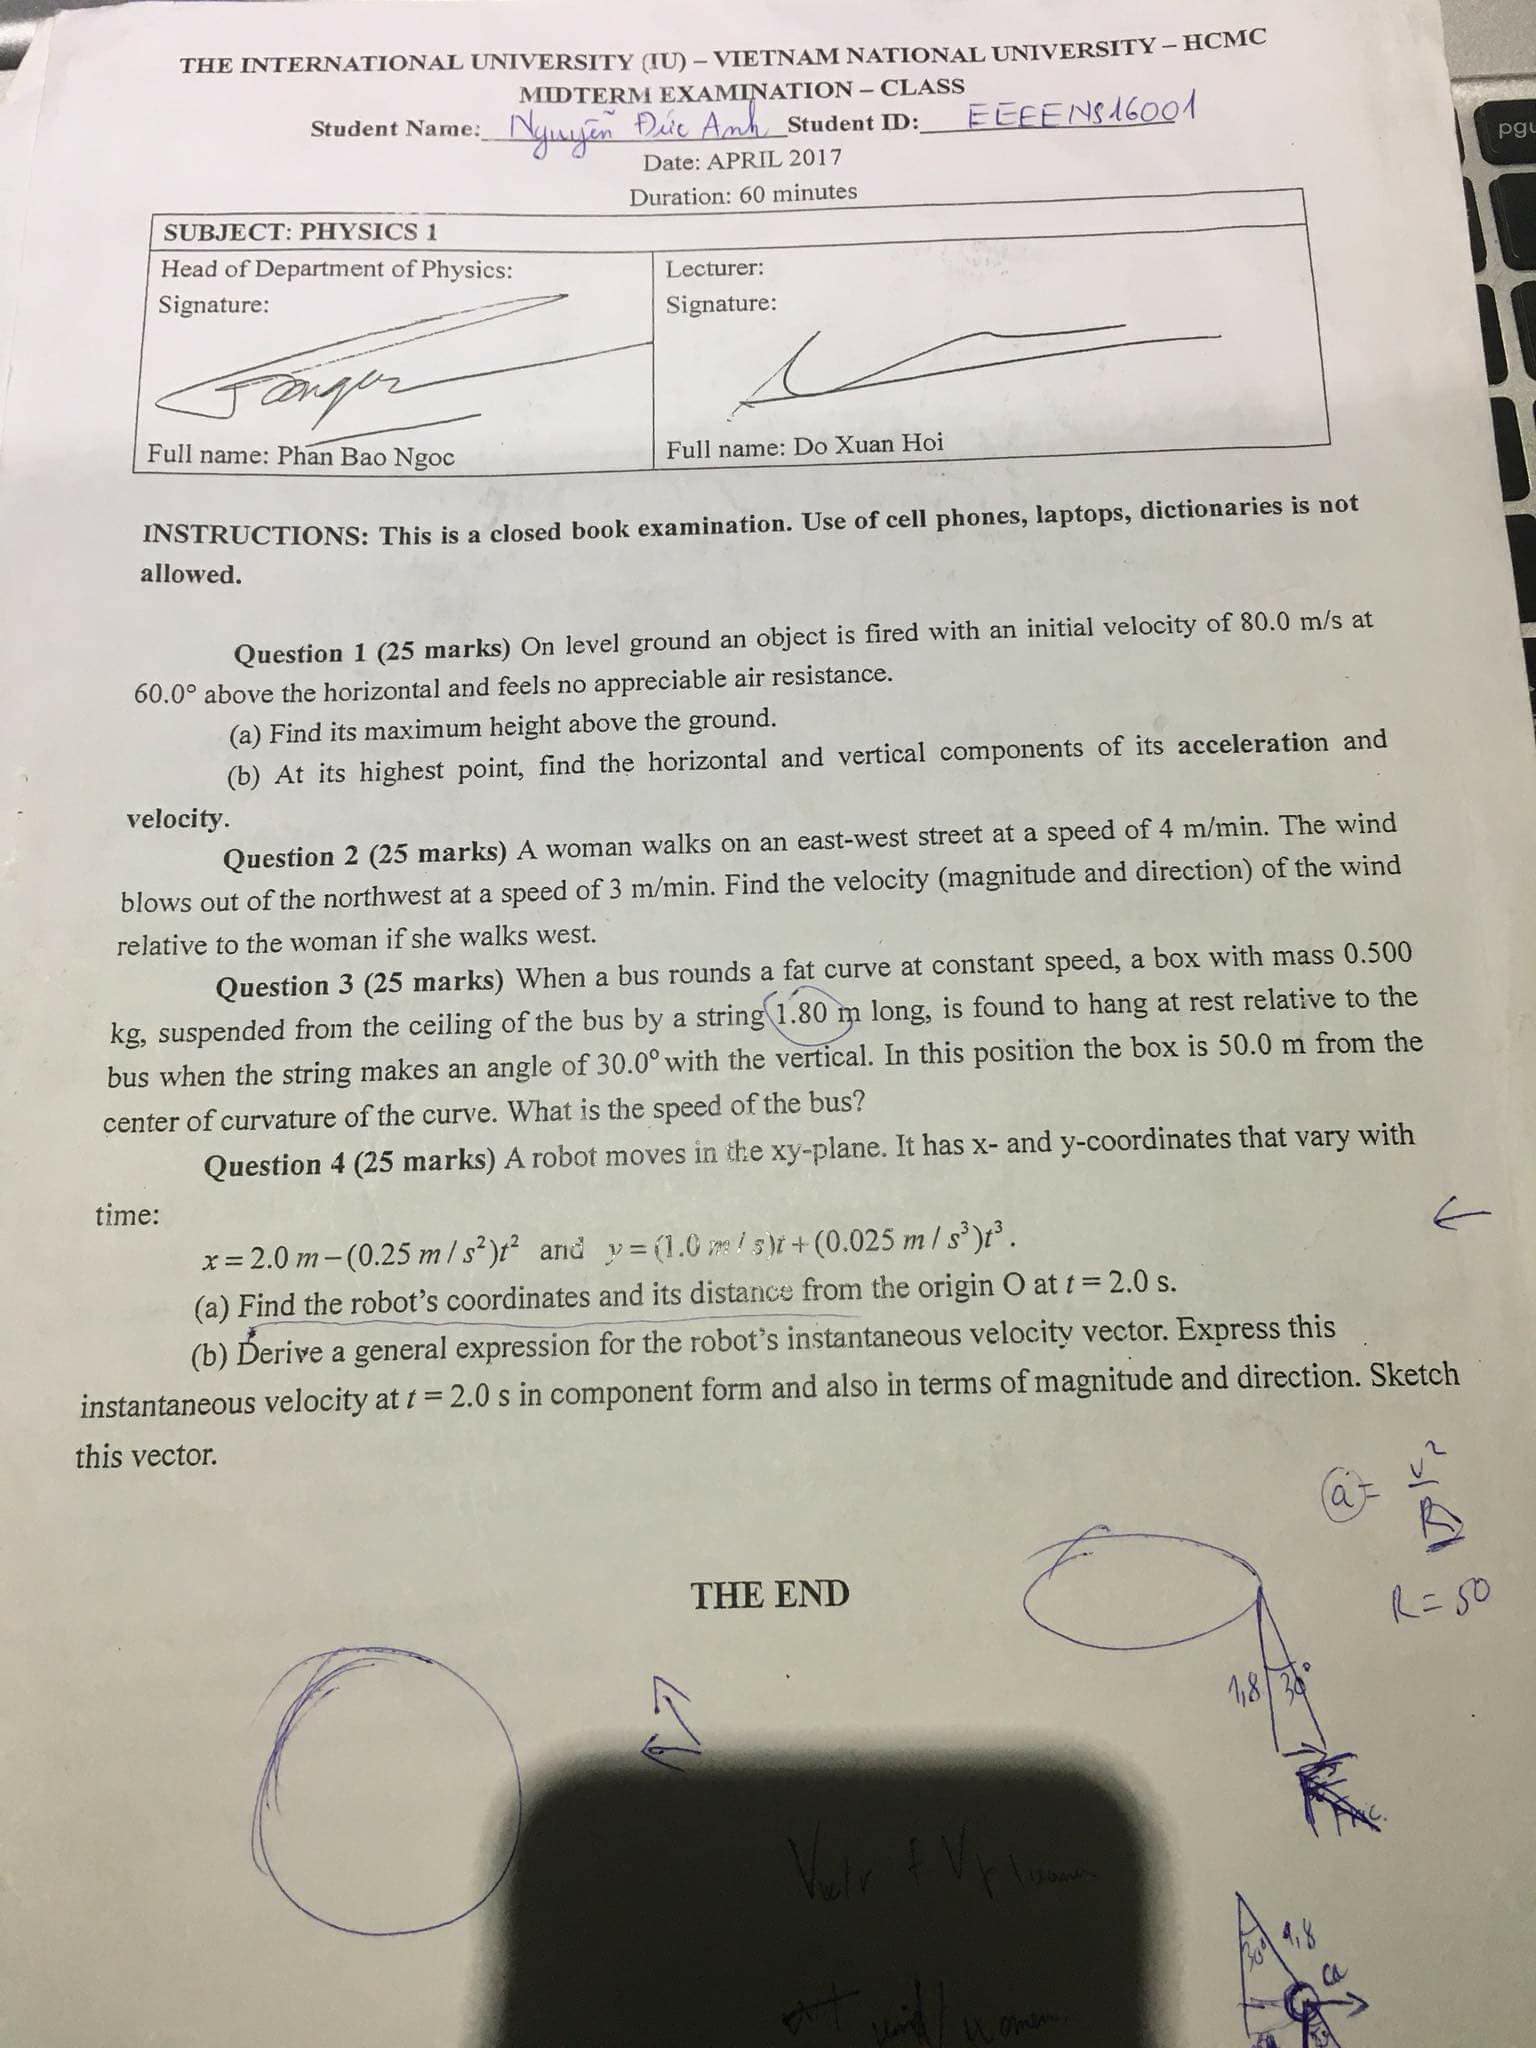 THE INTERNATIONAL UNIVERSITY (IU) – VIETNAM NATIONAL UNIVERSITY – HCMC
MIDTERM EXAMINATION – CLASS
Student Name: Nguyễn Đức Anh Student ID: EEEENS16001
Date: APRIL 2017
Duration: 60 minutes
SUBJECT: PHYSICS 1
Head of Department of Physics:
Signature:
Full name: Phan Bao Ngoc
Lecturer:
Signature:
Full name: Do Xuan Hoi
INSTRUCTIONS: This is a closed book examination. Use of cell phones, laptops, dictionaries is not
allowed.
Question 1 (25 marks) On level ground an object is fired with an initial velocity of 80.0 m/s at
60.0° above the horizontal and feels no appreciable air resistance.
(a) Find its maximum height above the ground.
(b) At its highest point, find the horizontal and vertical components of its acceleration and
velocity.
Question 2 (25 marks) A woman walks on an east-west street at a speed of 4 m/min. The wind
blows out of the northwest at a speed of 3 m/min. Find the velocity (magnitude and direction) of the wind
relative to the woman if she walks west.
Question 3 (25 marks) When a bus rounds a fat curve at constant speed, a box with mass 0.500
kg, suspended from the ceiling of the bus by a string 1.80 m long, is found to hang at rest relative to the
bus when the string makes an angle of 30.0° with the vertical. In this position the box is 50.0 m from the
center of curvature of the curve. What is the speed of the bus?
Question 4 (25 marks) A robot moves in the xy-plane. It has x- and y-coordinates that vary with
time:
x = 2.0 m – (0.25 m / s²)t² and y = (1.0 m / s)t + (0.025 m / s³)t³.
(a) Find the robot's coordinates and its distance from the origin O at t = 2.0 s.
(b) Derive a general expression for the robot's instantaneous velocity vector. Express this
instantaneous velocity at t = 2.0 s in component form and also in terms of magnitude and direction. Sketch
this vector.
a = v²/R
THE END
R = 50
1,8 30°
1,8
30°